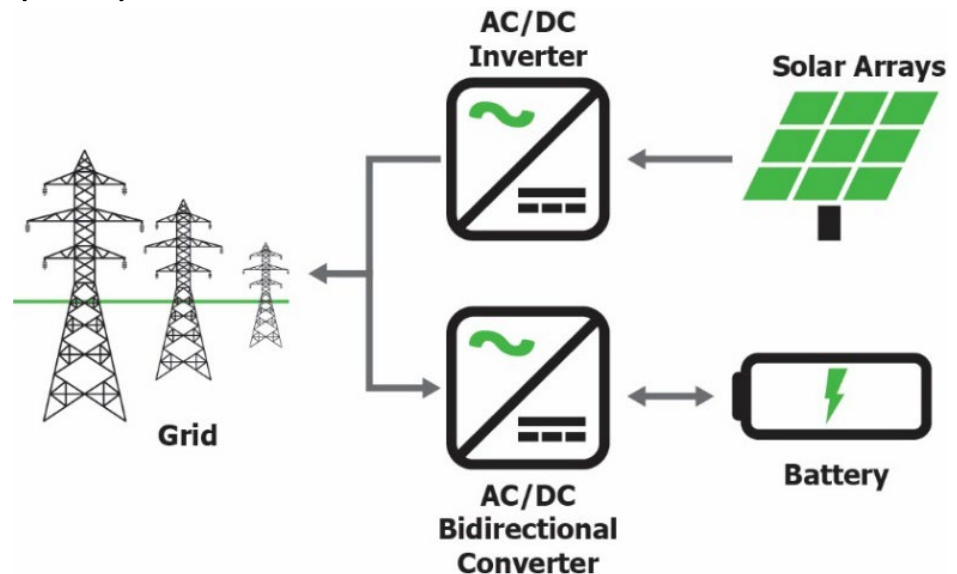 AC/DC
Inverter
Solar Arrays
Grid
Battery
AC/DC
Bidirectional
Converter